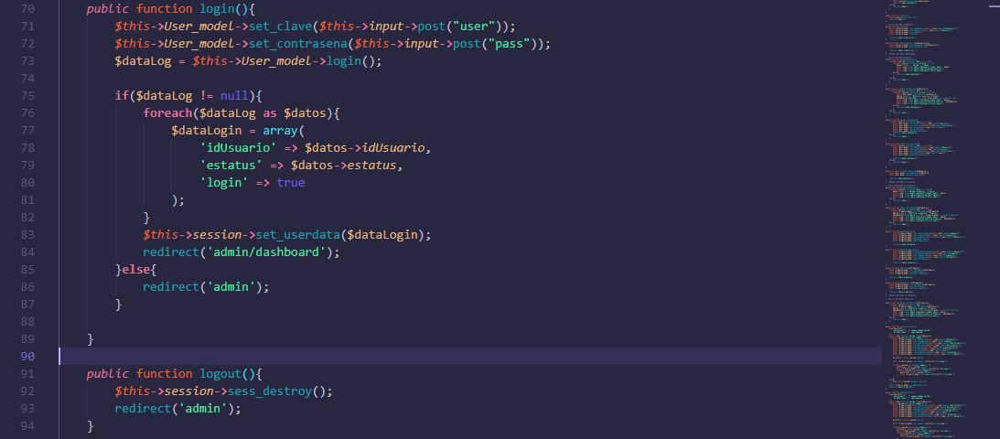 70 public function login(){
71 $this->User_model->set_clave($this->input->post("user"));
72 $this->User_model->set_contrasena($this->input->post("pass"));
73 $dataLog = $this->User_model->login();
74
75 if($dataLog != null){
76 foreach($dataLog as $datos){
77 $dataLogin = array(
78 'idUsuario' => $datos->idUsuario,
79 'estatus' => $datos->estatus,
80 'login' => true
81 );
82 }
83 $this->session->set_userdata($dataLogin);
84 redirect('admin/dashboard');
85 }else{
86 redirect('admin');
87 }
88
89 }
90
91 public function logout(){
92 $this->session->sess_destroy();
93 redirect('admin');
94 }